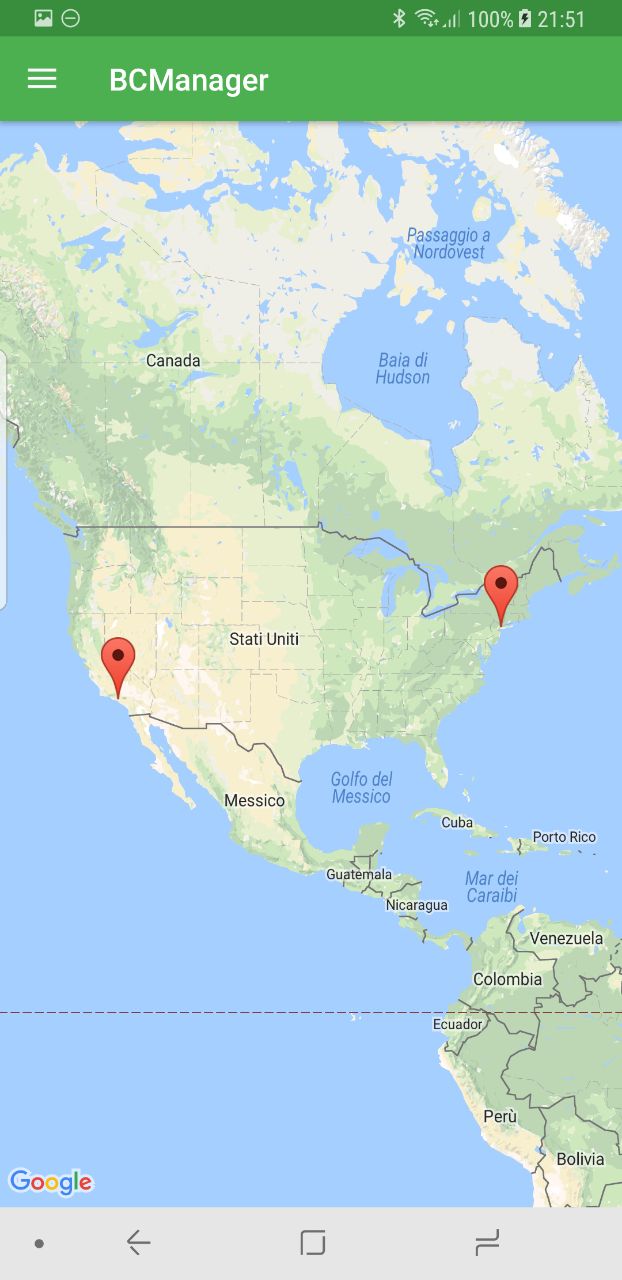 100% 21:51
BCManager
Passaggio a
Nordovest
Canada
Baia di
Hudson
Stati Uniti
Golfo del
Messico
Messico
Cuba
Porto Rico
Guatemala
Mar dei
Caraibi
Nicaragua
Venezuela
Colombia
Ecuador
Perù
Bolivia
Google